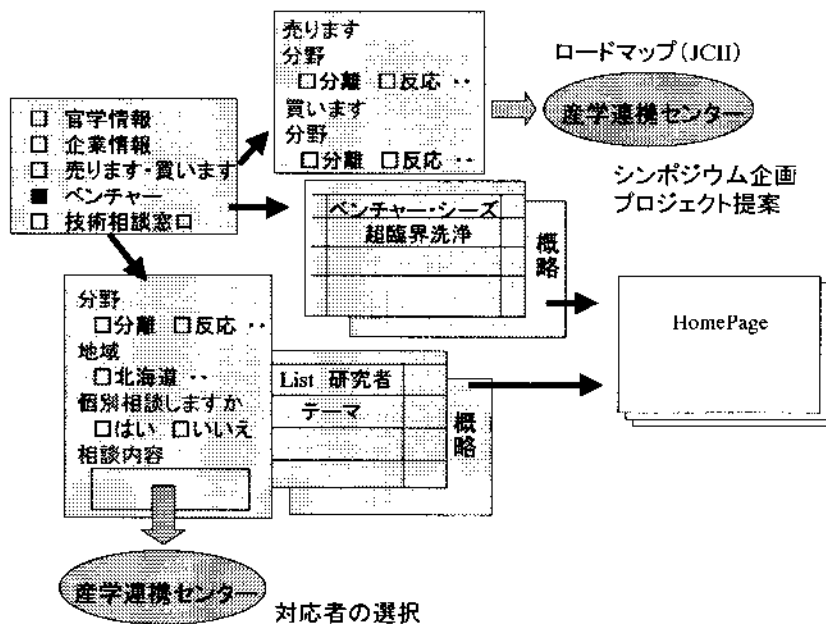 売ります
分野
□分離 □反応 ‥
買います
分野
□分離 □反応 ‥
ロードマップ(JCII)
産学連携センター
シンポジウム企画
プロジェクト提案
□ 官学情報
□ 企業情報
□ 売ります・買います
■ ベンチャー
□ 技術相談窓口
ベンチャー・シーズ
超臨界洗浄
概略
HomePage
分野
□分離 □反応 ‥
地域
□北海道 ‥
個別相談しますか
□はい □いいえ
相談内容
List 研究者
テーマ
概略
産学連携センター
対応者の選択